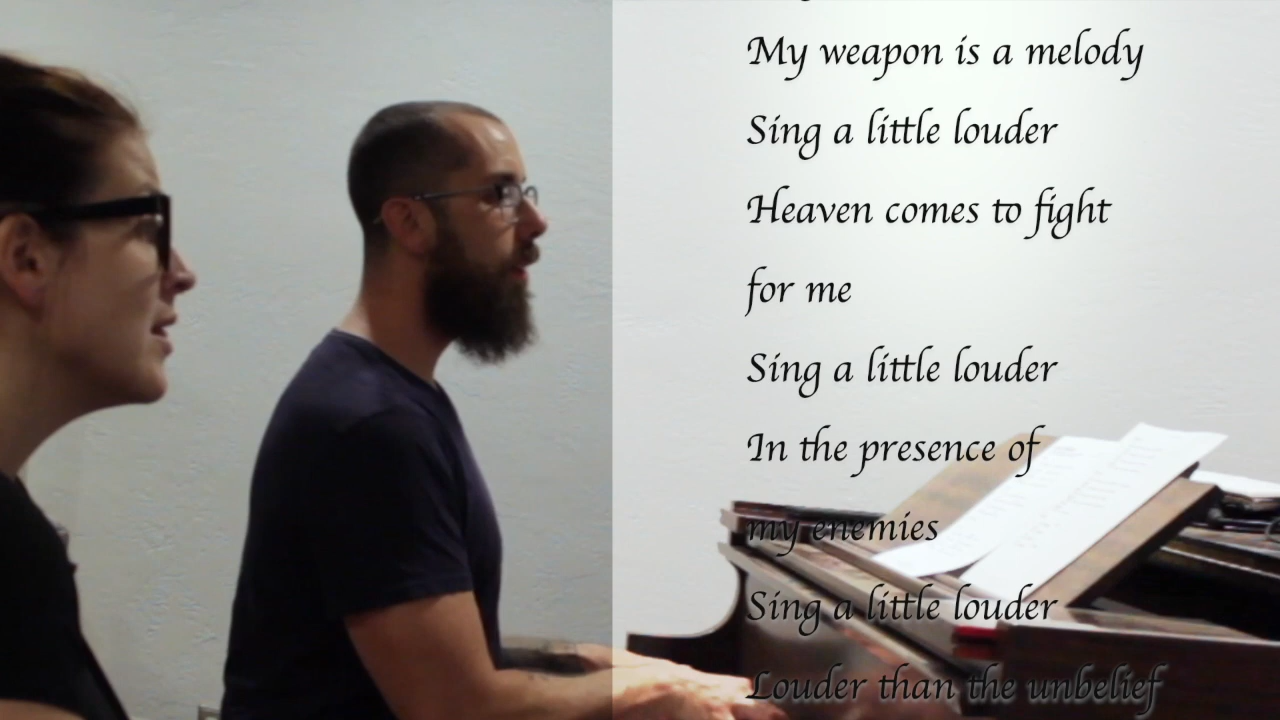 My weapon is a melody
Sing a little louder
Heaven comes to fight
for me
Sing a little louder
In the presence of
my enemies
Sing a little louder
Louder than the unbelief